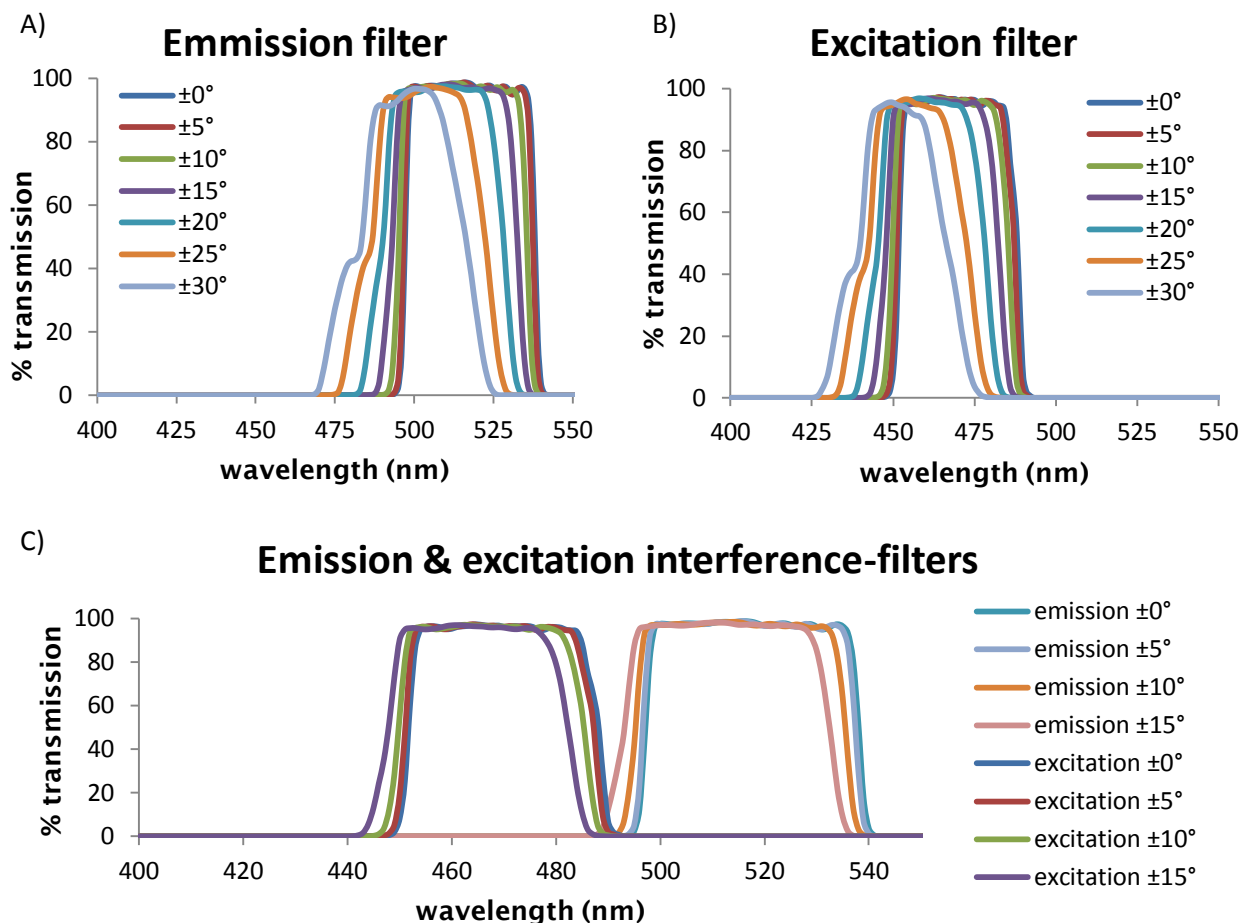 A)
Emmission filter
% transmission
100
80
60
40
20
0
±0°
±5°
±10°
±15°
±20°
±25°
±30°
400 425 450 475 500 525 550
wavelength (nm)
B)
Excitation filter
% transmission
100
80
60
40
20
0
±0°
±5°
±10°
±15°
±20°
±25°
±30°
400 425 450 475 500 525 550
wavelength (nm)
C)
Emission & excitation interference-filters
% transmission
100
80
60
40
20
0
400 420 440 460 480 500 520 540
wavelength (nm)
emission ±0°
emission ±5°
emission ±10°
emission ±15°
excitation ±0°
excitation ±5°
excitation ±10°
excitation ±15°